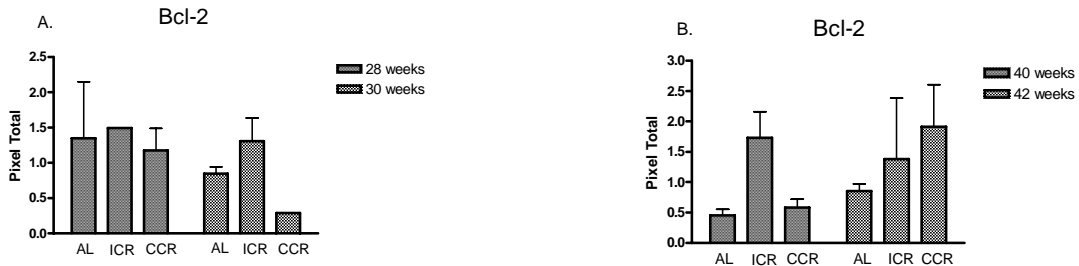 A.
Bcl-2
2.5
2.0
1.5
1.0
0.5
0.0
Pixel Total
AL ICR CCR AL ICR CCR
28 weeks
30 weeks
B.
Bcl-2
3.0
2.5
2.0
1.5
1.0
0.5
0.0
Pixel Total
AL ICR CCR AL ICR CCR
40 weeks
42 weeks